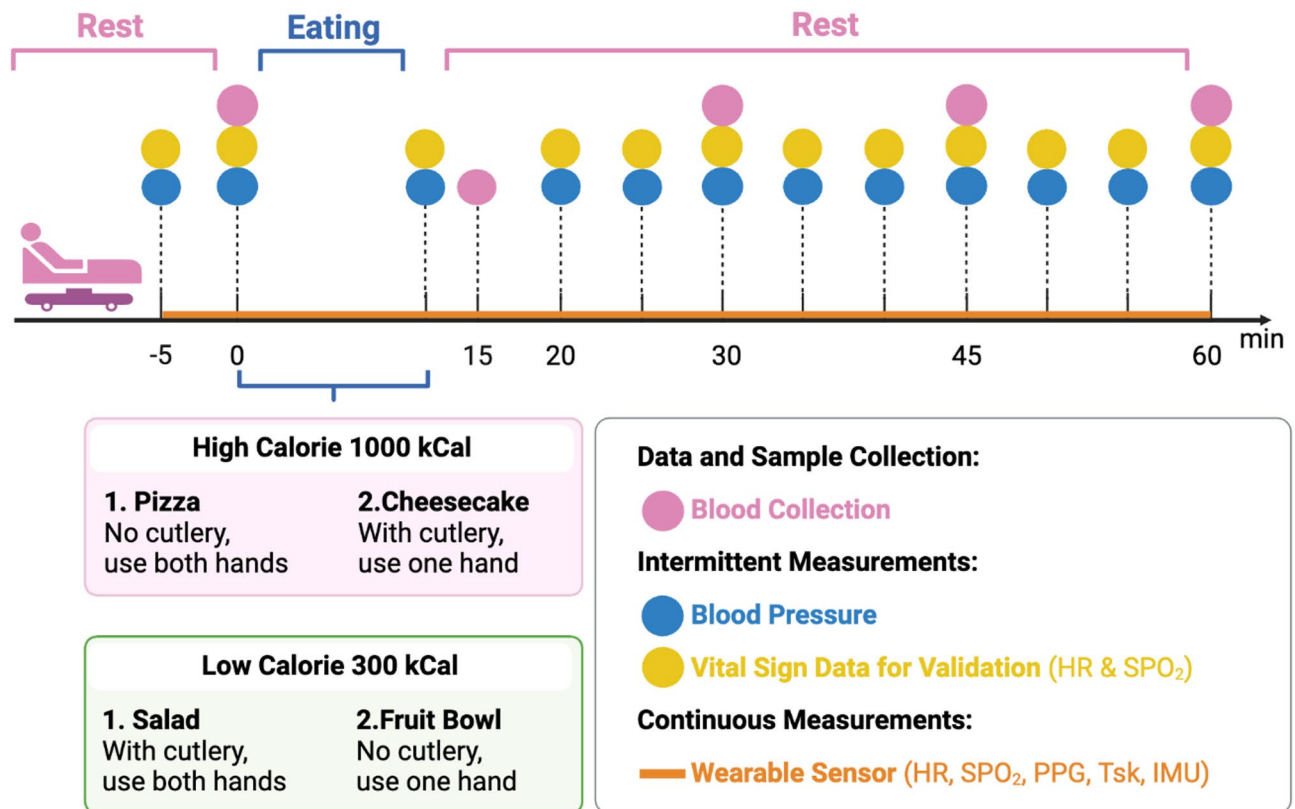 Rest
Eating
Rest
-5
0
15
20
30
45
60
min
High Calorie 1000 kCal
1. Pizza
No cutlery,
use both hands
2.Cheesecake
With cutlery,
use one hand
Low Calorie 300 kCal
1. Salad
With cutlery,
use both hands
2.Fruit Bowl
No cutlery,
use one hand
Data and Sample Collection:
Blood Collection
Intermittent Measurements:
Blood Pressure
Vital Sign Data for Validation (HR & SPO₂)
Continuous Measurements:
Wearable Sensor (HR, SPO₂, PPG, Tsk, IMU)